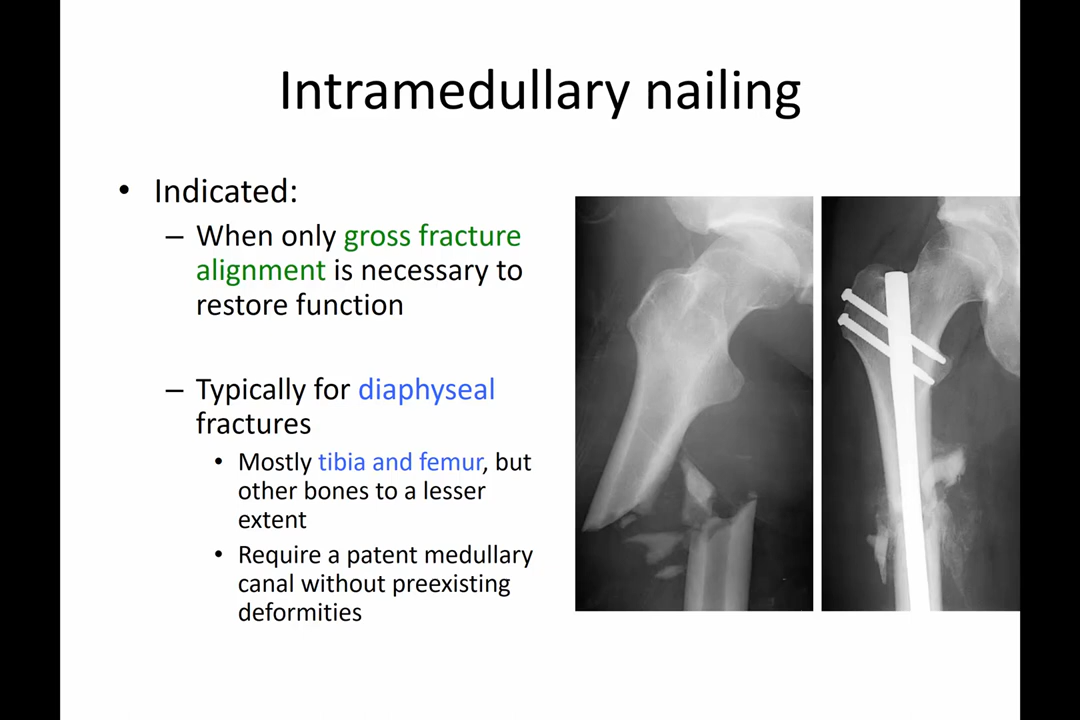 Intramedullary nailing
• Indicated:
– When only gross fracture
alignment is necessary to
restore function
– Typically for diaphyseal
fractures
• Mostly tibia and femur, but
other bones to a lesser
extent
• Require a patent medullary
canal without preexisting
deformities